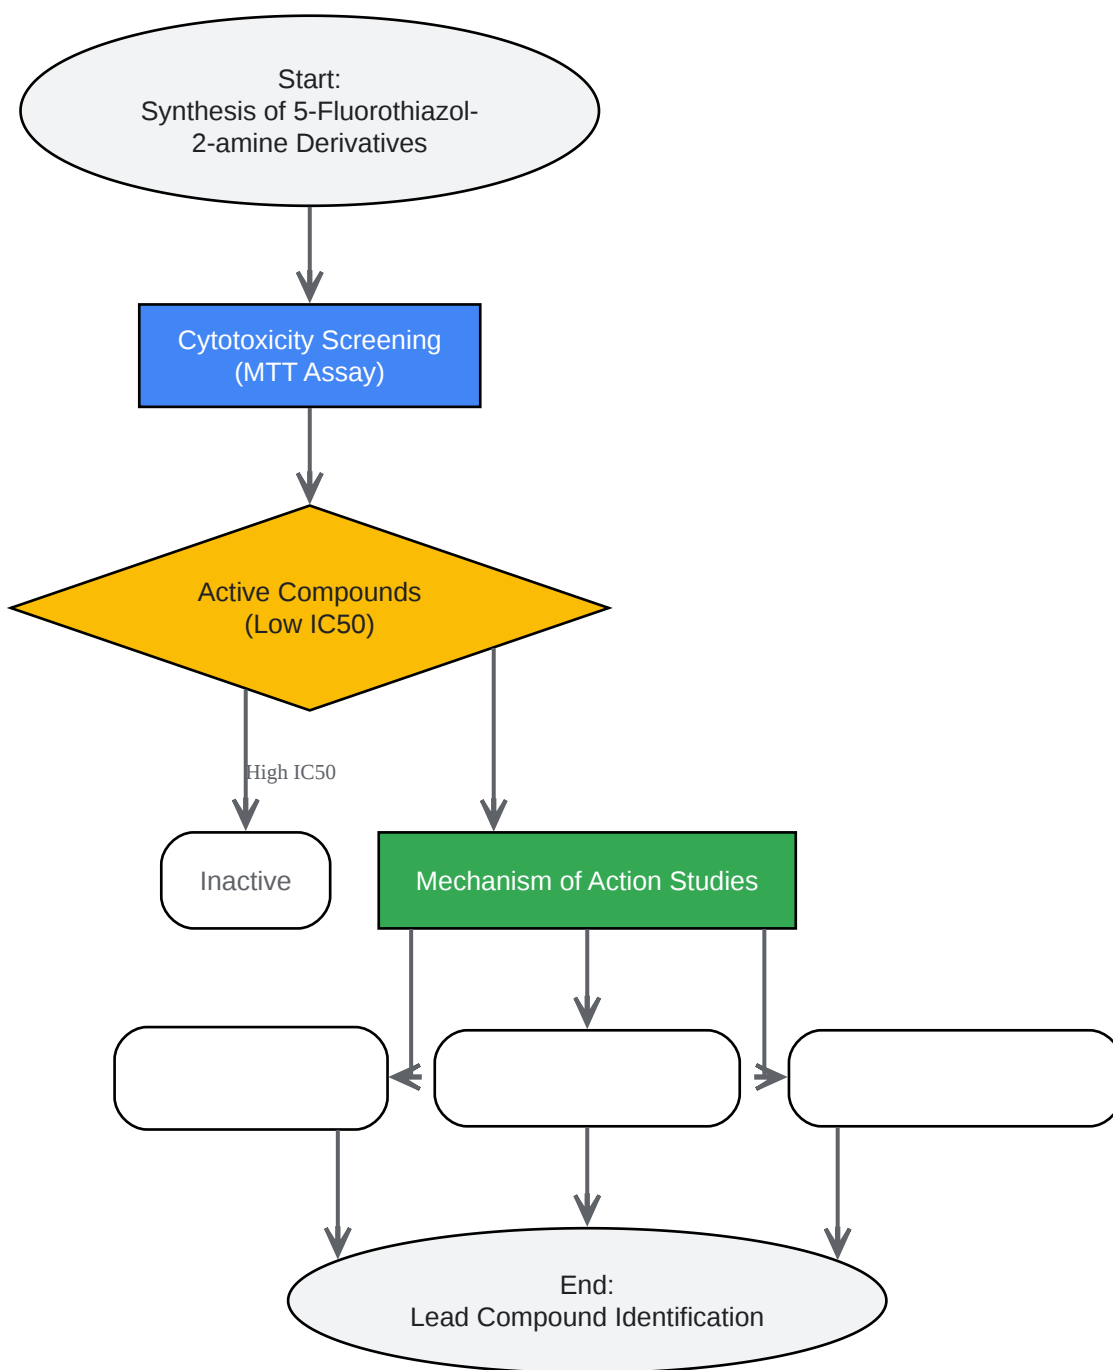 Start:
Synthesis of 5-Fluorothiazol-
2-amine Derivatives
Cytotoxicity Screening
(MTT Assay)
Active Compounds
(Low IC50)
High IC50
Inactive
Mechanism of Action Studies
End:
Lead Compound Identification